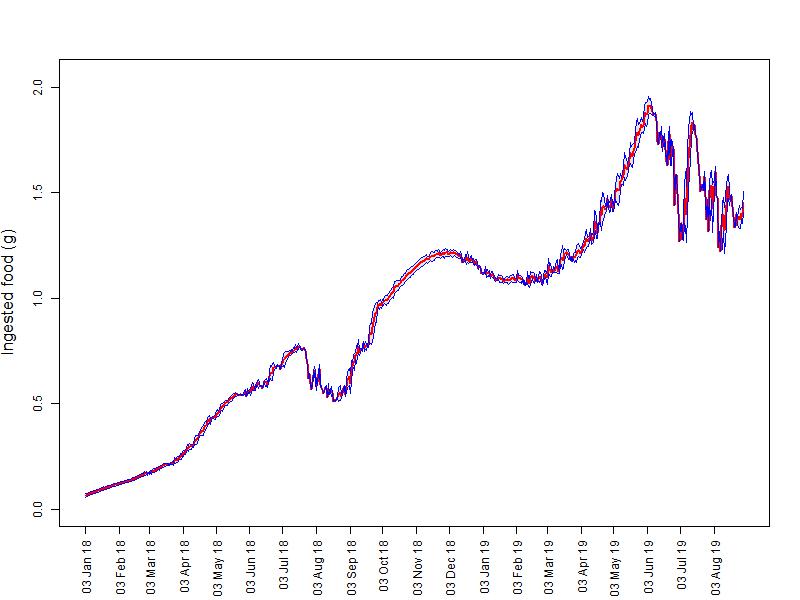 Ingested food (g)
2.0
1.5
1.0
0.5
0.0
03 Jan 18
03 Feb 18
03 Mar 18
03 Apr 18
03 May 18
03 Jun 18
03 Jul 18
03 Aug 18
03 Sep 18
03 Oct 18
03 Nov 18
03 Dec 18
03 Jan 19
03 Feb 19
03 Mar 19
03 Apr 19
03 May 19
03 Jun 19
03 Jul 19
03 Aug 19